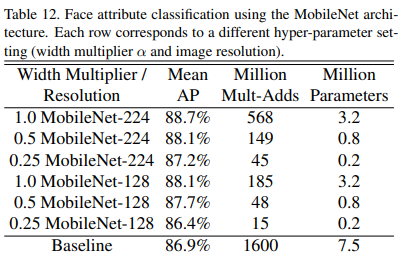 Table 12. Face attribute classification using the MobileNet archi-
tecture. Each row corresponds to a different hyper-parameter set-
ting (width multiplier α and image resolution).
Width Multiplier / Mean Million Million
Resolution AP Mult-Adds Parameters
1.0 MobileNet-224 88.7% 568 3.2
0.5 MobileNet-224 88.1% 149 0.8
0.25 MobileNet-224 87.2% 45 0.2
1.0 MobileNet-128 88.1% 185 3.2
0.5 MobileNet-128 87.7% 48 0.8
0.25 MobileNet-128 86.4% 15 0.2
Baseline 86.9% 1600 7.5